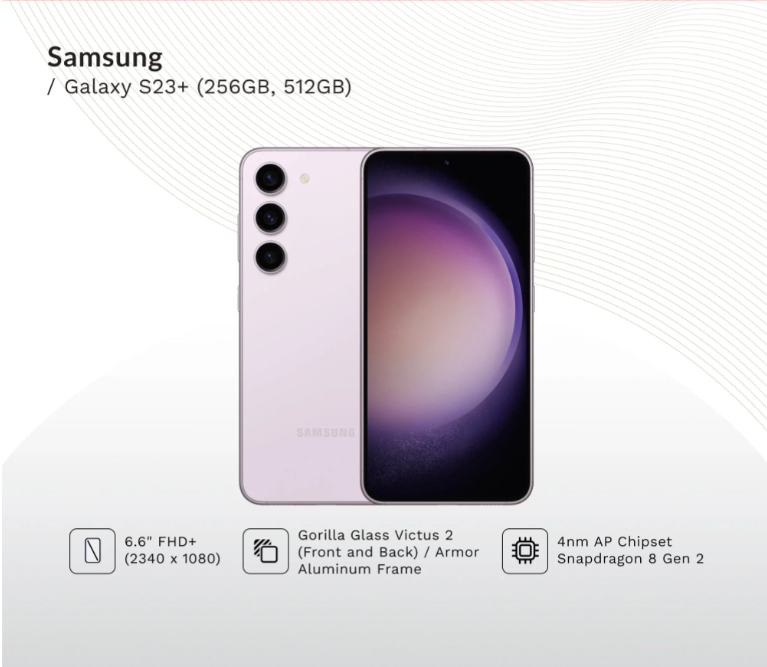 Samsung
/ Galaxy S23+ (256GB, 512GB)
SAMSUNG
6.6" FHD+
(2340 x 1080)
Gorilla Glass Victus 2
(Front and Back) / Armor
Aluminum Frame
4nm AP Chipset
Snapdragon 8 Gen 2